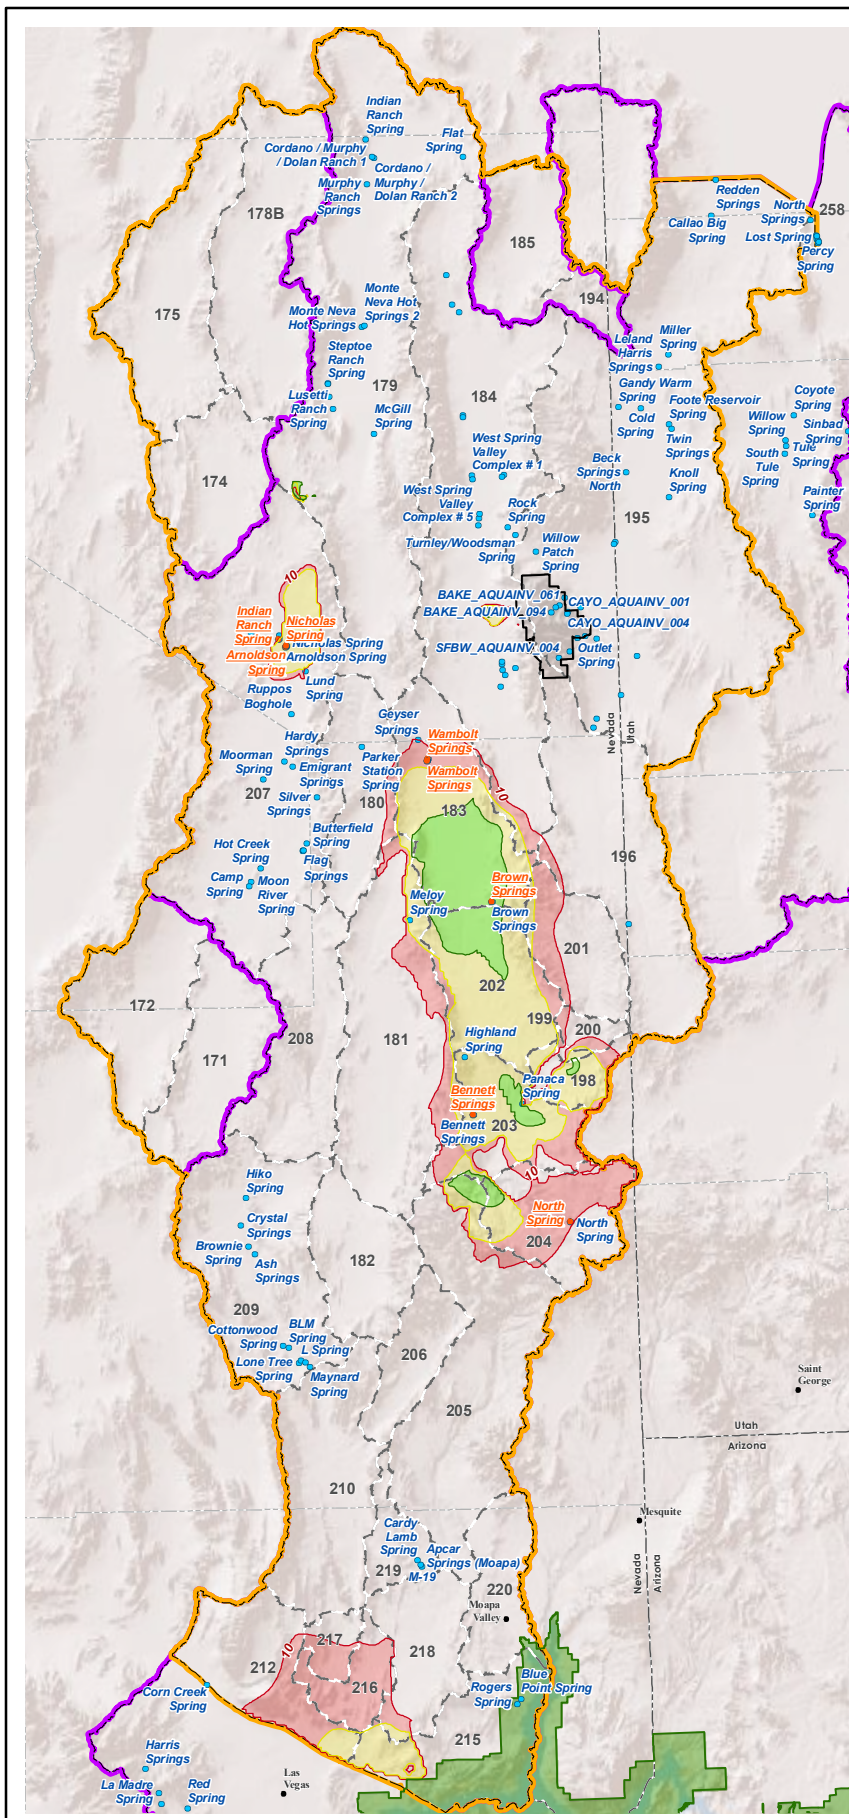 Indian
Ranch
Spring
Cordano / Murphy
/ Dolan Ranch 1
Flat
Spring
Cordano /
Murphy /
Dolan Ranch 2
Murphy
Ranch
Springs
178B
185
Redden
Springs
North
Springs
258
Callao Big
Spring
Lost Spring
Percy
Spring
175
194
Monte
Neva Hot
Springs 2
Monte Neva
Hot Springs
Steptoe
Ranch
Spring
179
Lusetti
Ranch
Spring
McGill
Spring
184
Miller
Spring
Leland
Harris
Springs
Gandy Warm
Spring
Foote Reservoir
Spring
Cold
Spring
Twin
Springs
Coyote
Spring
Willow
Spring
Sinbad
Spring
Tule
Spring
South
Tule
Spring
174
West Spring
Valley
Complex # 1
Beck
Springs
North
Knoll
Spring
West Spring
Valley
Complex # 5
Rock
Spring
195
Painter
Spring
Turnley/Woodsman
Spring
Willow
Patch
Spring
10
BAKE_AQUAINV_061
CAYO_AQUAINV_001
BAKE_AQUAINV_094
CAYO_AQUAINV_004
Indian
Ranch
Spring
Nicholas
Spring
Nicholas Spring
Arnoldson Spring
Arnoldson
Spring
SFBW_AQUAINV_004
Outlet
Spring
Lund
Spring
Ruppos
Boghole
Geyser
Springs
Nevada
Utah
Hardy
Springs
Wambolt
Springs
Moorman
Spring
Emigrant
Springs
Parker
Station
Spring
Wambolt
Springs
207
Silver
Springs
180
183
10
Butterfield
Spring
Hot Creek
Spring
Flag
Springs
196
Camp
Spring
Moon
River
Spring
Meloy
Spring
Brown
Springs
Brown
Springs
201
172
202
199
200
171
208
181
Highland
Spring
198
Panaca
Spring
Bennett
Springs
203
Bennett
Springs
10
Hiko
Spring
North
Spring
North
Spring
Crystal
Springs
204
Brownie
Spring
Ash
Springs
182
209
BLM
Spring
Cottonwood
Spring
L Spring
206
Lone Tree
Spring
Maynard
Spring
Saint
George
205
Utah
Arizona
210
Mesquite
Cardy
Lamb
Spring
Apcar
Springs (Moapa)
219
M-19
Nevada
Arizona
220
Moapa
Valley
217
10
218
212
216
Corn Creek
Spring
Rogers
Spring
Blue
Point Spring
215
Harris
Springs
Las
Vegas
La Madre
Spring
Red
Spring